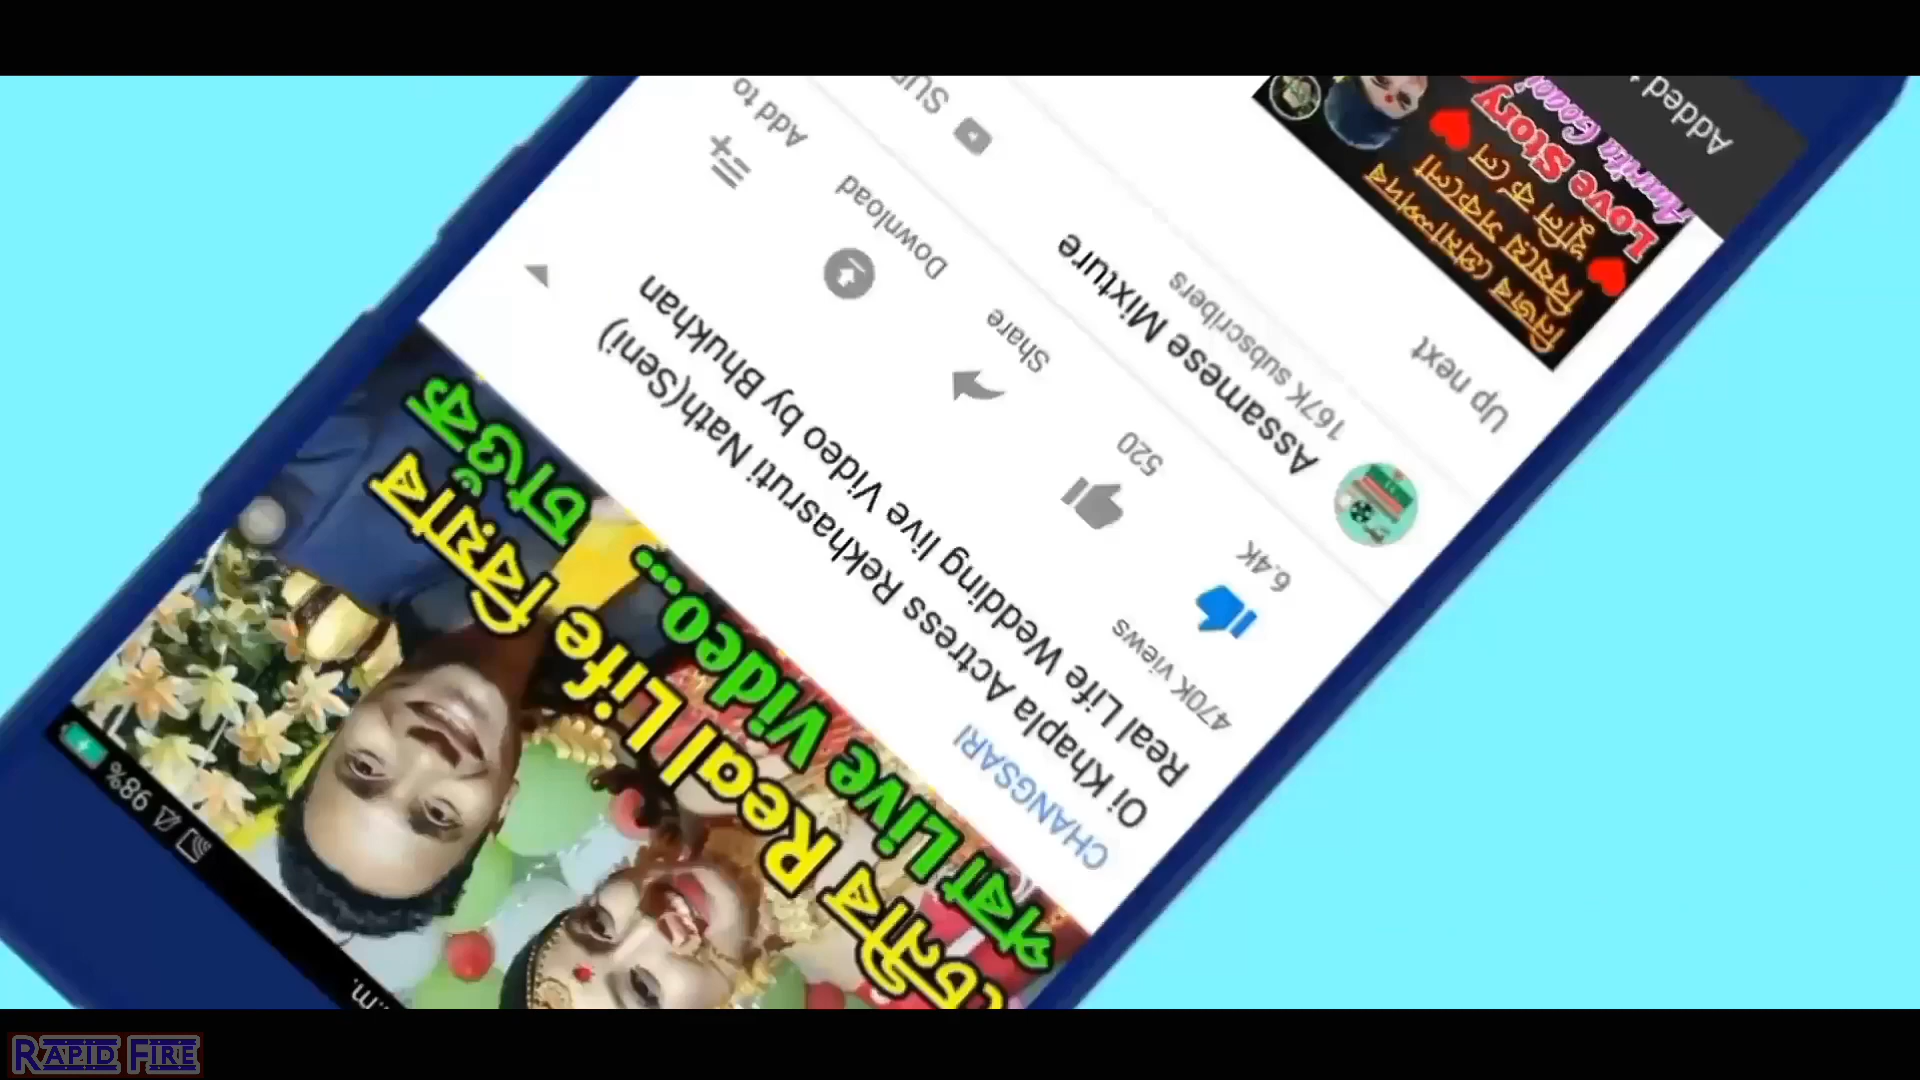 98%
চেনীৰ Real Life বিয়াঁৰ
পৰা Live Video... চাওঁক
CHANGSARI
Oi Khapla Actress Rekhasruti Nath(Seni)
Real Life Wedding live Video by Bhukhan
470K views
6.4K
520
Share
Download
Add to
Assamese Mixture
167K subscribers
Up next
Love Story
Added
RAPID FIRE